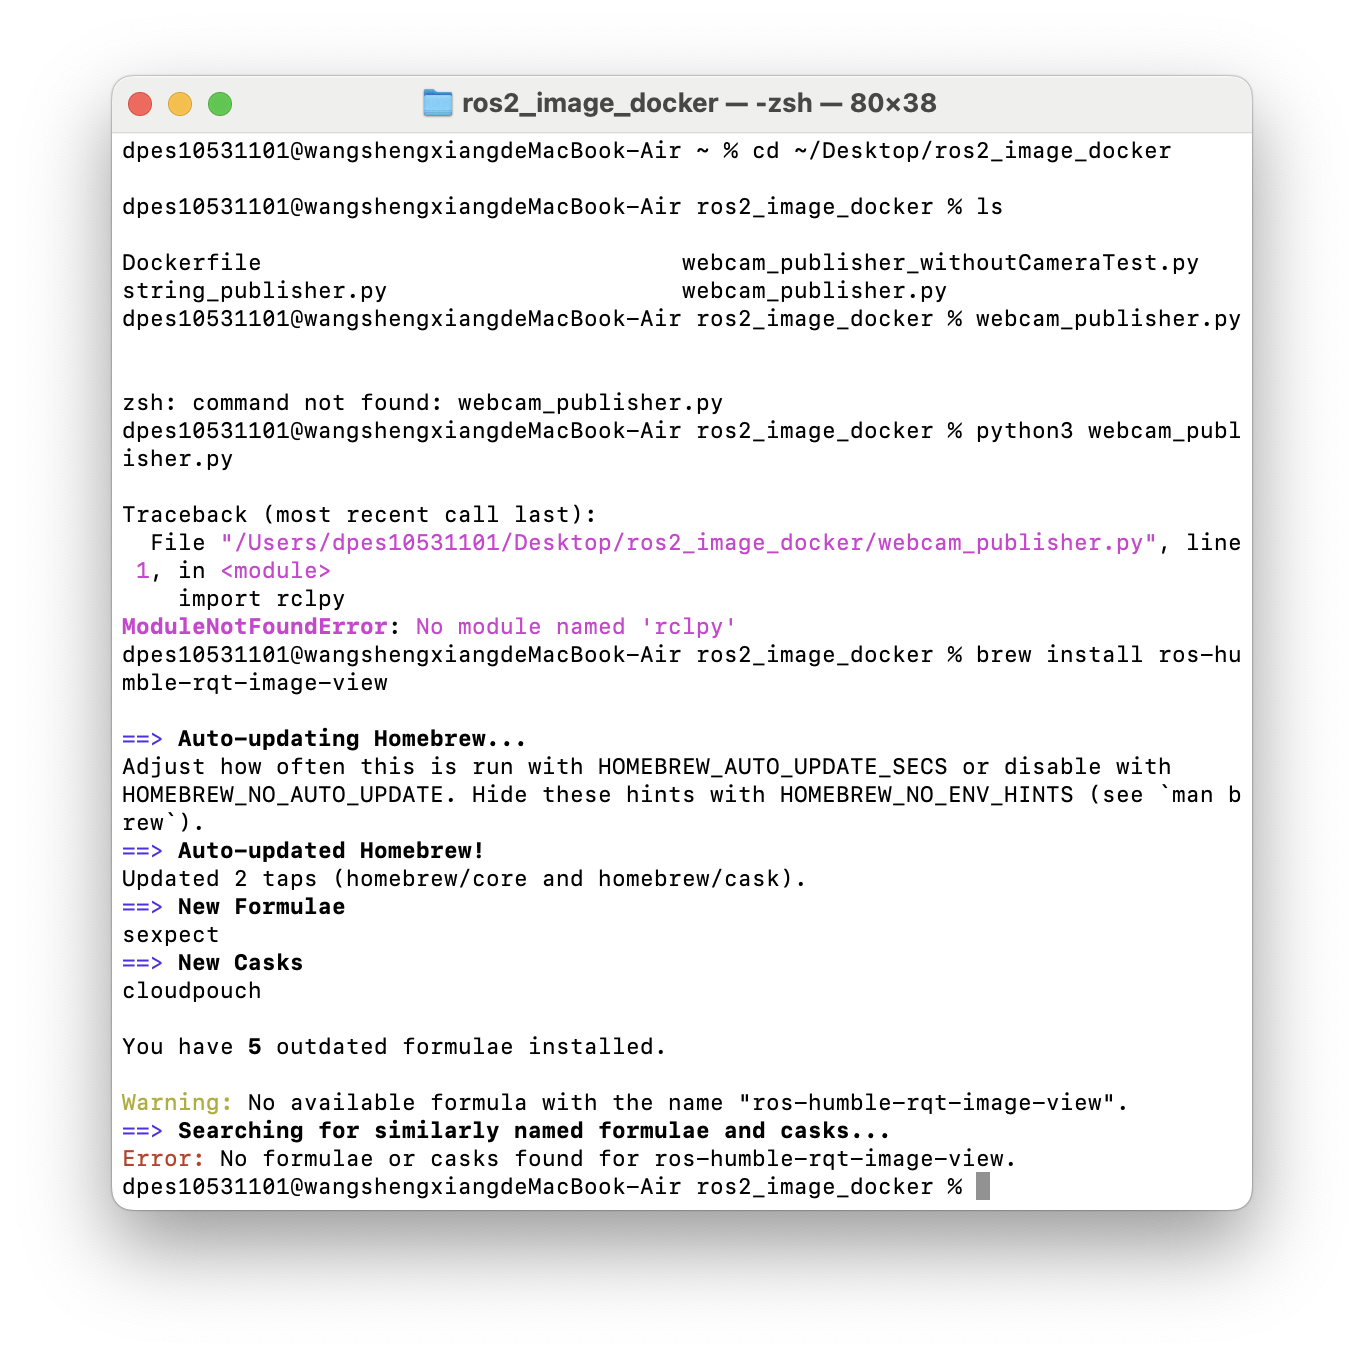 ros2_image_docker — -zsh — 80×38
dpes10531101@wangshengxiangdeMacBook-Air ~ % cd ~/Desktop/ros2_image_docker
dpes10531101@wangshengxiangdeMacBook-Air ros2_image_docker % ls
Dockerfile webcam_publisher_withoutCameraTest.py
string_publisher.py webcam_publisher.py
dpes10531101@wangshengxiangdeMacBook-Air ros2_image_docker % webcam_publisher.py
zsh: command not found: webcam_publisher.py
dpes10531101@wangshengxiangdeMacBook-Air ros2_image_docker % python3 webcam_publ
isher.py
Traceback (most recent call last):
  File "/Users/dpes10531101/Desktop/ros2_image_docker/webcam_publisher.py", line
 1, in <module>
    import rclpy
ModuleNotFoundError: No module named 'rclpy'
dpes10531101@wangshengxiangdeMacBook-Air ros2_image_docker % brew install ros-hu
mble-rqt-image-view
==> Auto-updating Homebrew...
Adjust how often this is run with HOMEBREW_AUTO_UPDATE_SECS or disable with
HOMEBREW_NO_AUTO_UPDATE. Hide these hints with HOMEBREW_NO_ENV_HINTS (see `man b
rew`).
==> Auto-updated Homebrew!
Updated 2 taps (homebrew/core and homebrew/cask).
==> New Formulae
sexpect
==> New Casks
cloudpouch
You have 5 outdated formulae installed.
Warning: No available formula with the name "ros-humble-rqt-image-view".
==> Searching for similarly named formulae and casks...
Error: No formulae or casks found for ros-humble-rqt-image-view.
dpes10531101@wangshengxiangdeMacBook-Air ros2_image_docker %